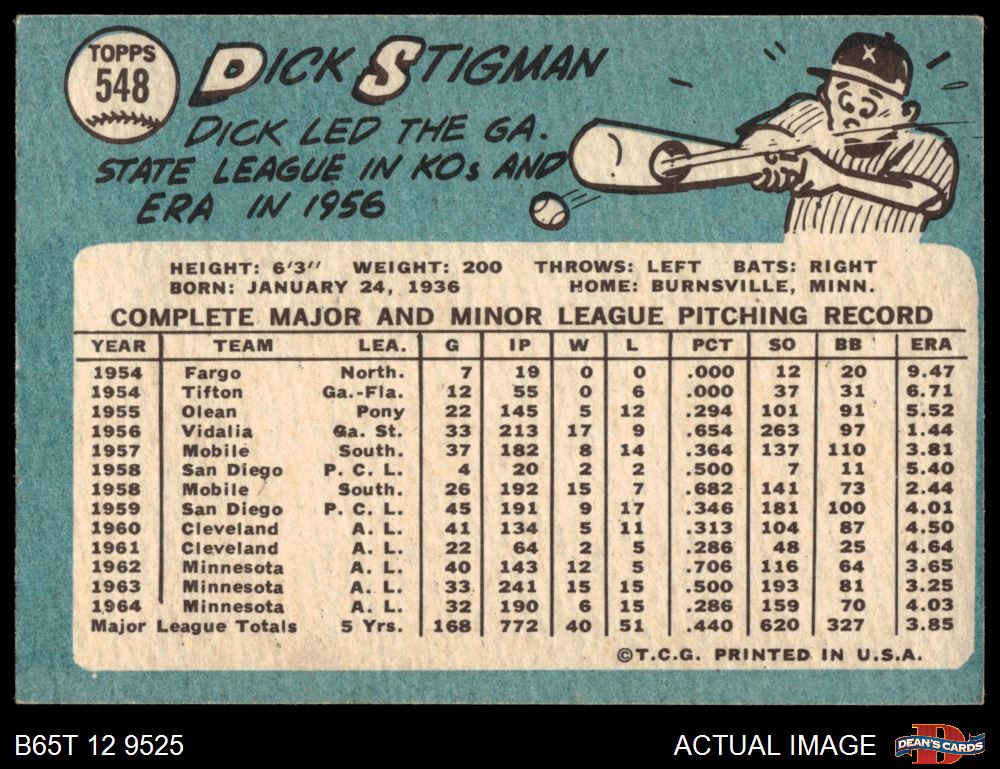 TOPPS
548
DICK STIGMAN
DICK LED THE GA.
STATE LEAGUE IN KOs AND
ERA IN 1956
HEIGHT: 6'3" WEIGHT: 200 THROWS: LEFT BATS: RIGHT
BORN: JANUARY 24, 1936 HOME: BURNSVILLE, MINN.
COMPLETE MAJOR AND MINOR LEAGUE PITCHING RECORD
YEAR TEAM LEA. G IP W L PCT SO BB ERA
1954 Fargo North. 7 19 0 0 .000 12 20 9.47
1954 Tifton Ga.-Fla. 12 55 0 6 .000 37 31 6.71
1955 Olean Pony 22 145 5 12 .294 101 91 5.52
1956 Vidalia Ga. St. 33 213 17 9 .654 263 97 1.44
1957 Mobile South. 37 182 8 14 .364 137 110 3.81
1958 San Diego P. C. L. 4 20 2 2 .500 7 11 5.40
1958 Mobile South. 26 192 15 7 .682 141 73 2.44
1959 San Diego P. C. L. 45 191 9 17 .346 181 100 4.01
1960 Cleveland A. L. 41 134 5 11 .313 104 87 4.50
1961 Cleveland A. L. 22 64 2 5 .286 48 25 4.64
1962 Minnesota A. L. 40 143 12 5 .706 116 64 3.65
1963 Minnesota A. L. 33 241 15 15 .500 193 81 3.25
1964 Minnesota A. L. 32 190 6 15 .286 159 70 4.03
Major League Totals 5 Yrs. 168 772 40 51 .440 620 327 3.85
©T.C.G. PRINTED IN U.S.A.
B65T 12 9525 ACTUAL IMAGE
D
DEAN'S CARDS